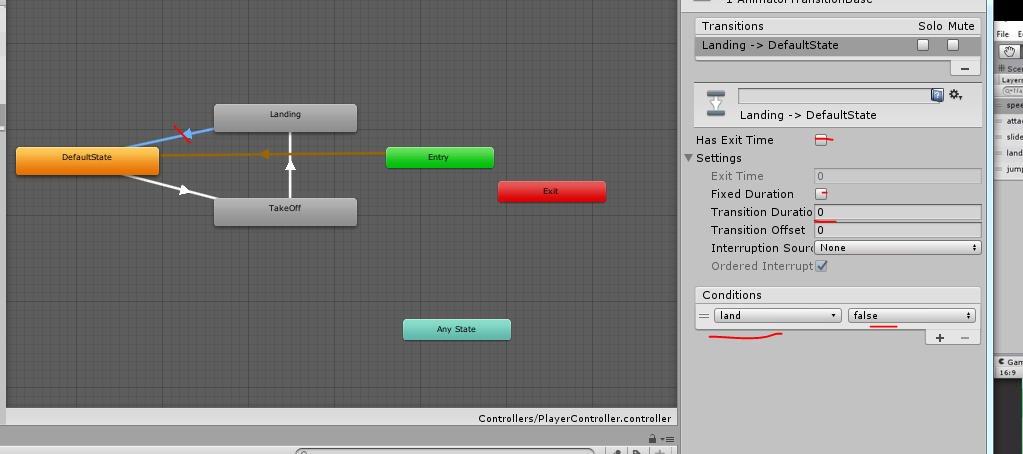 1 AnimatorTransitionBase
Transitions Solo Mute
Landing -> DefaultState
Landing -> DefaultState
Has Exit Time
Settings
Exit Time 0
Fixed Duration
Transition Duratio 0
Transition Offset 0
Interruption Sour None
Ordered Interrupt
Conditions
land false
Landing
DefaultState
Entry
Exit
TakeOff
Any State
Controllers/PlayerController.controller
File E
Scen
Layers
spee
attac
slide
land
jump
Gam
16:9